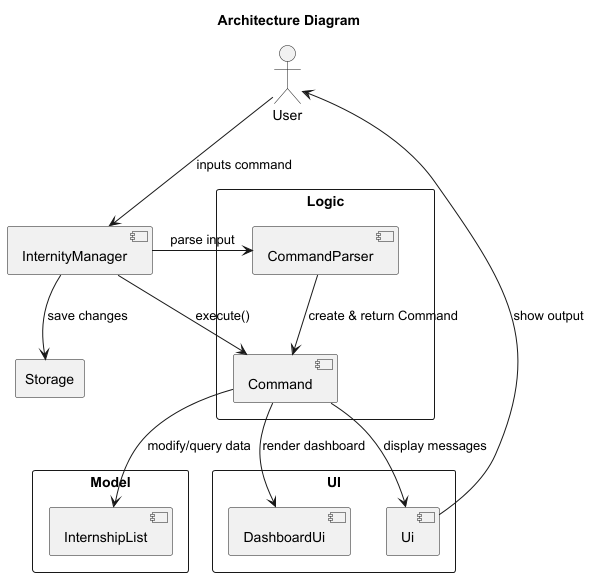 Architecture Diagram
User
inputs command
Logic
InternityManager
parse input
CommandParser
save changes
execute()
create & return Command
show output
Storage
Command
modify/query data
render dashboard
display messages
Model
UI
InternshipList
DashboardUi
Ui